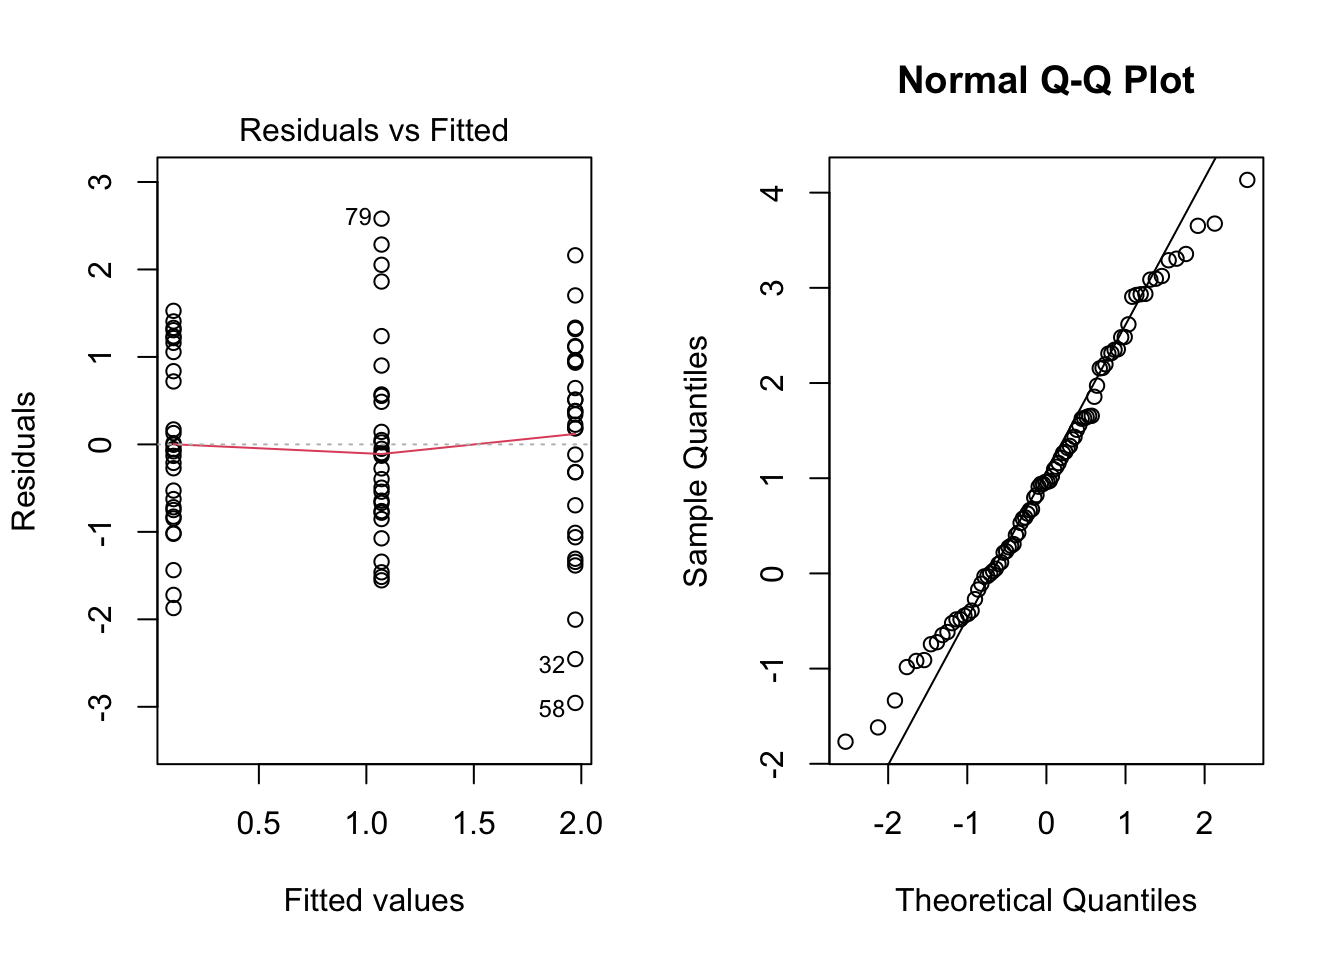 Residuals vs Fitted
Residuals
3
2
1
0
-1
-2
-3
79
32
58
0.5 1.0 1.5 2.0
Fitted values
Normal Q-Q Plot
Sample Quantiles
4
3
2
1
0
-1
-2
-2 -1 0 1 2
Theoretical Quantiles